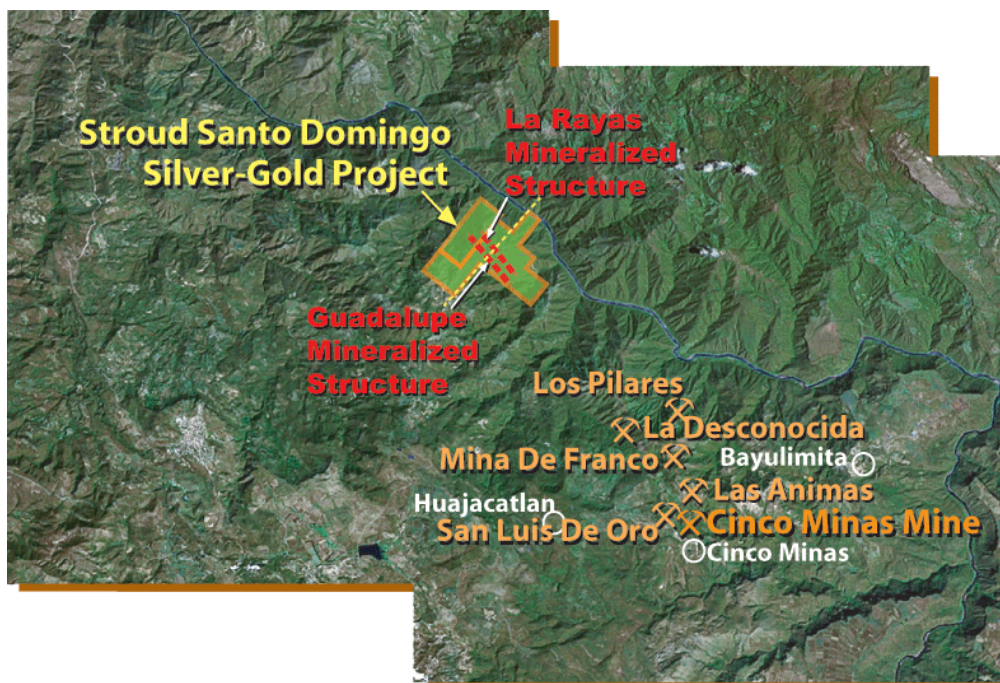 Stroud Santo Domingo
Silver-Gold Project
La Rayas
Mineralized
Structure
Guadalupe
Mineralized
Structure
Los Pilares
La Desconocida
Mina De Franco
Bayulimita
Las Animas
Huajacatlan
San Luis De Oro
Cinco Minas Mine
Cinco Minas